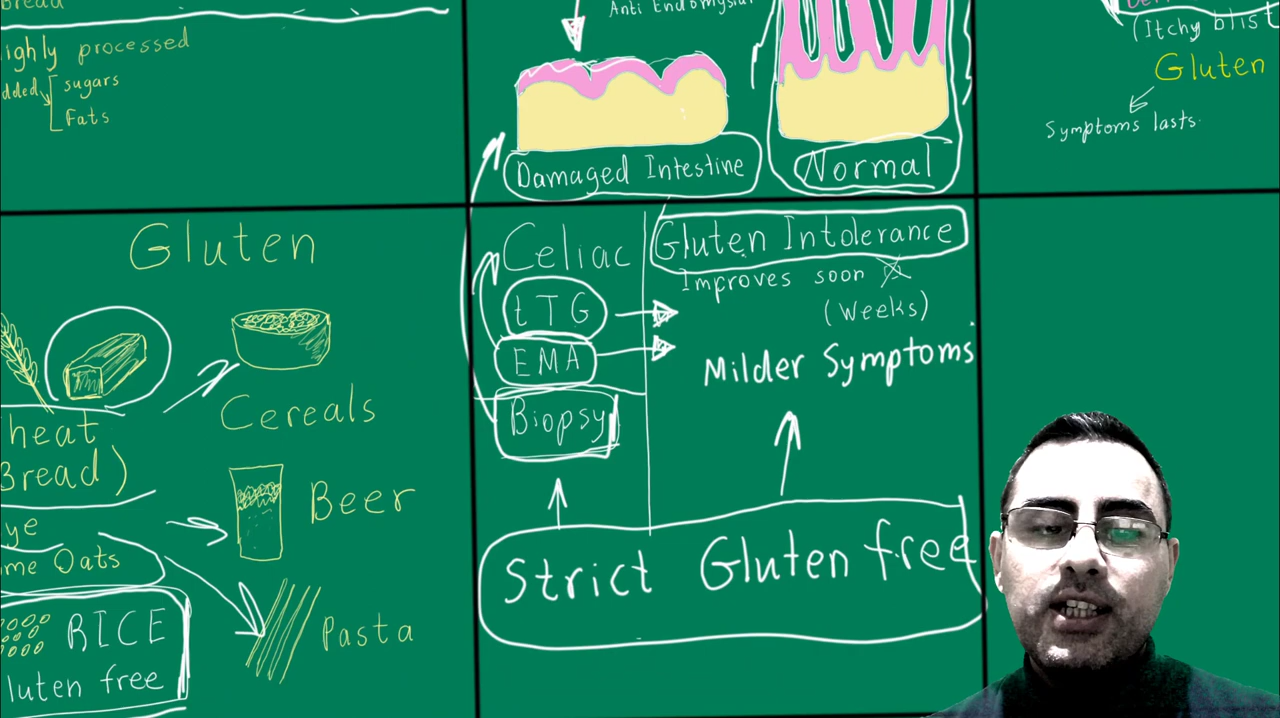 ighly processed
dded
sugars
Fats
Damaged Intestine
Normal
(Itchy blist
Gluten
Symptoms lasts.
Gluten
Cereals
heat
Bread)
Beer
ye
me Oats
Pasta
RICE
luten free
Celiac
tTG
EMA
Biopsy
Gluten Intolerance
Improves soon
(Weeks)
Milder Symptoms
Strict Gluten free